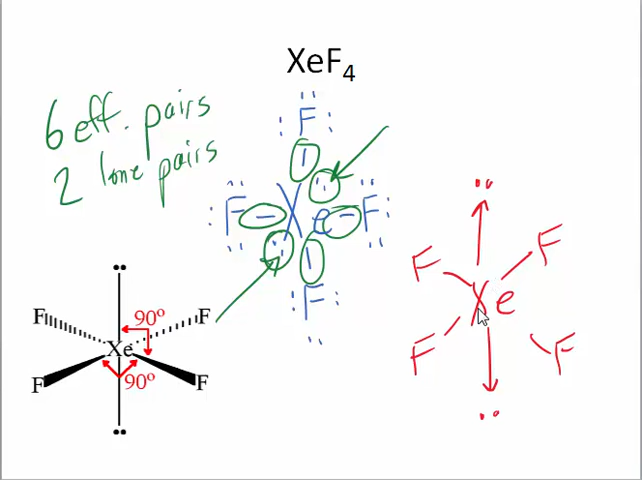 XeF4
6 eff. pairs
2 lone pairs
F
F Xe F
F
F F
90°
Xe
F F
90°
F F
Xe
F F